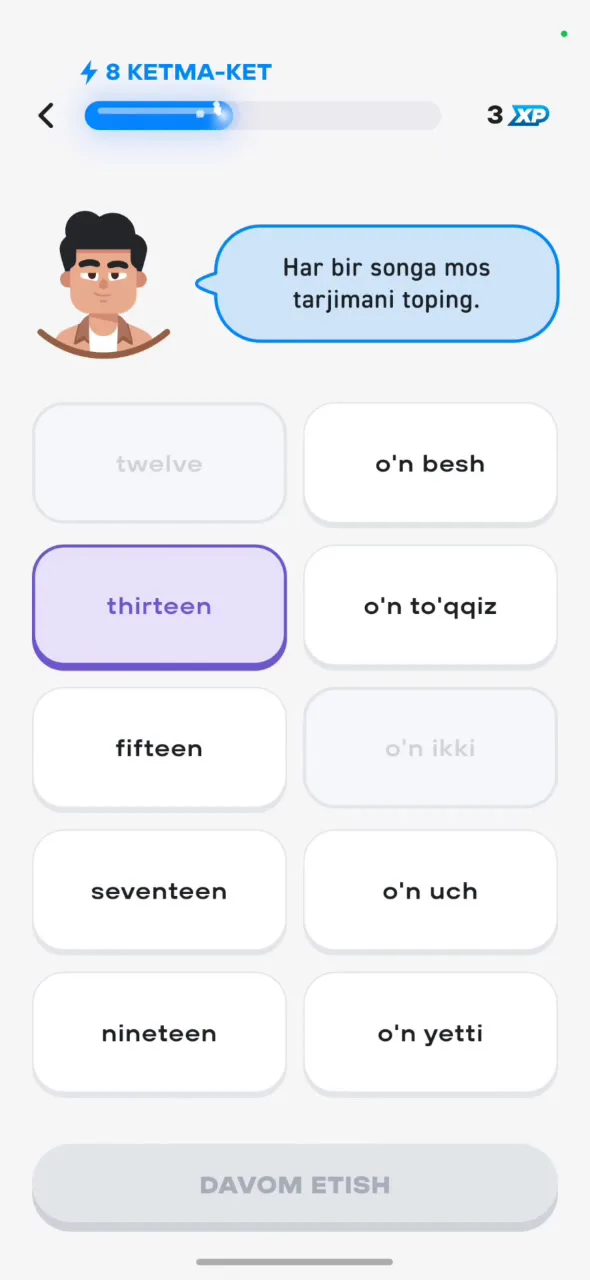 8 KETMA-KET
3 XP
Har bir songa mos
tarjimani toping.
twelve
o'n besh
thirteen
o'n to'qqiz
fifteen
o'n ikki
seventeen
o'n uch
nineteen
o'n yetti
DAVOM ETISH